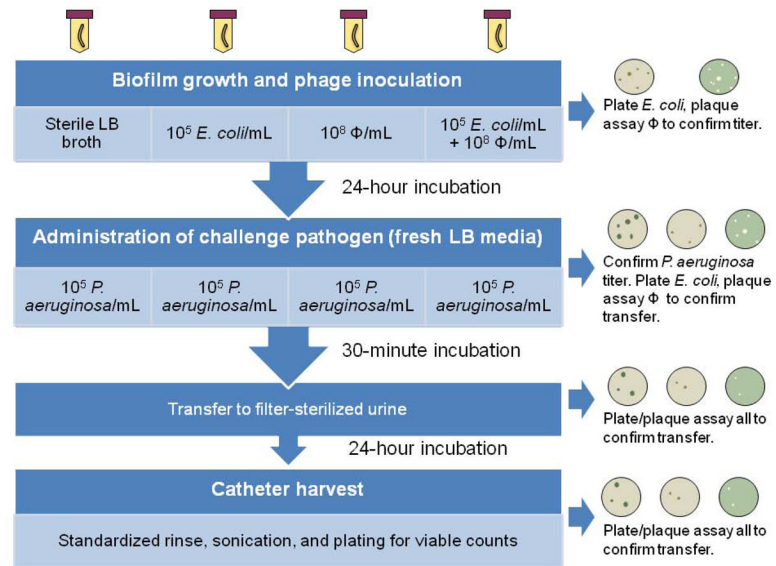 Biofilm growth and phage inoculation
Sterile LB
broth
10⁵ E. coli/mL
10⁸ Φ/mL
10⁵ E. coli/mL
+ 10⁸ Φ/mL
Plate E. coli, plaque
assay Φ to confirm titer.
24-hour incubation
Administration of challenge pathogen (fresh LB media)
10⁵ P.
aeruginosa/mL
10⁵ P.
aeruginosa/mL
10⁵ P.
aeruginosa/mL
10⁵ P.
aeruginosa/mL
Confirm P. aeruginosa
titer. Plate E. coli, plaque
assay Φ to confirm
transfer.
30-minute incubation
Transfer to filter-sterilized urine
Plate/plaque assay all to
confirm transfer.
24-hour incubation
Catheter harvest
Standardized rinse, sonication, and plating for viable counts
Plate/plaque assay all to
confirm transfer.